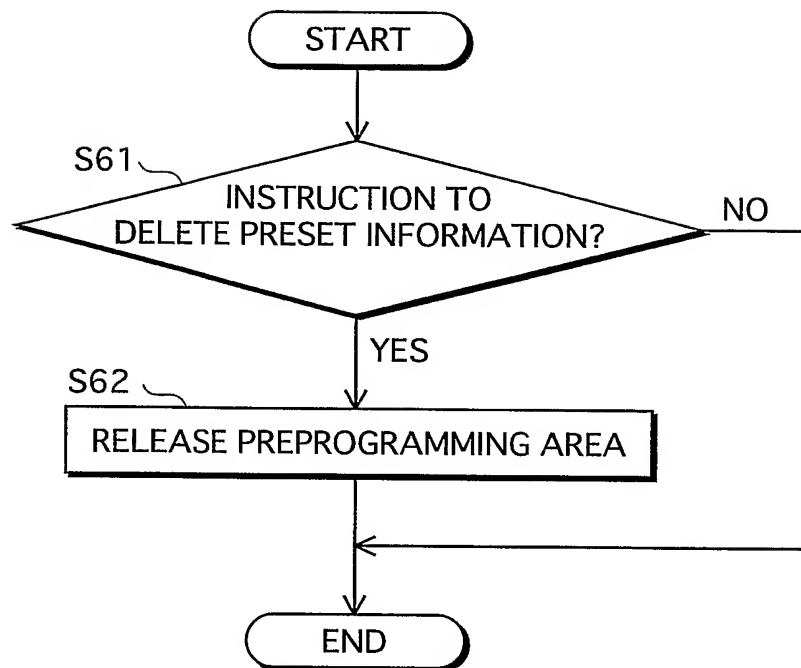 START
S61
INSTRUCTION TO
DELETE PRESET INFORMATION?
NO
YES
S62
RELEASE PREPROGRAMMING AREA
END